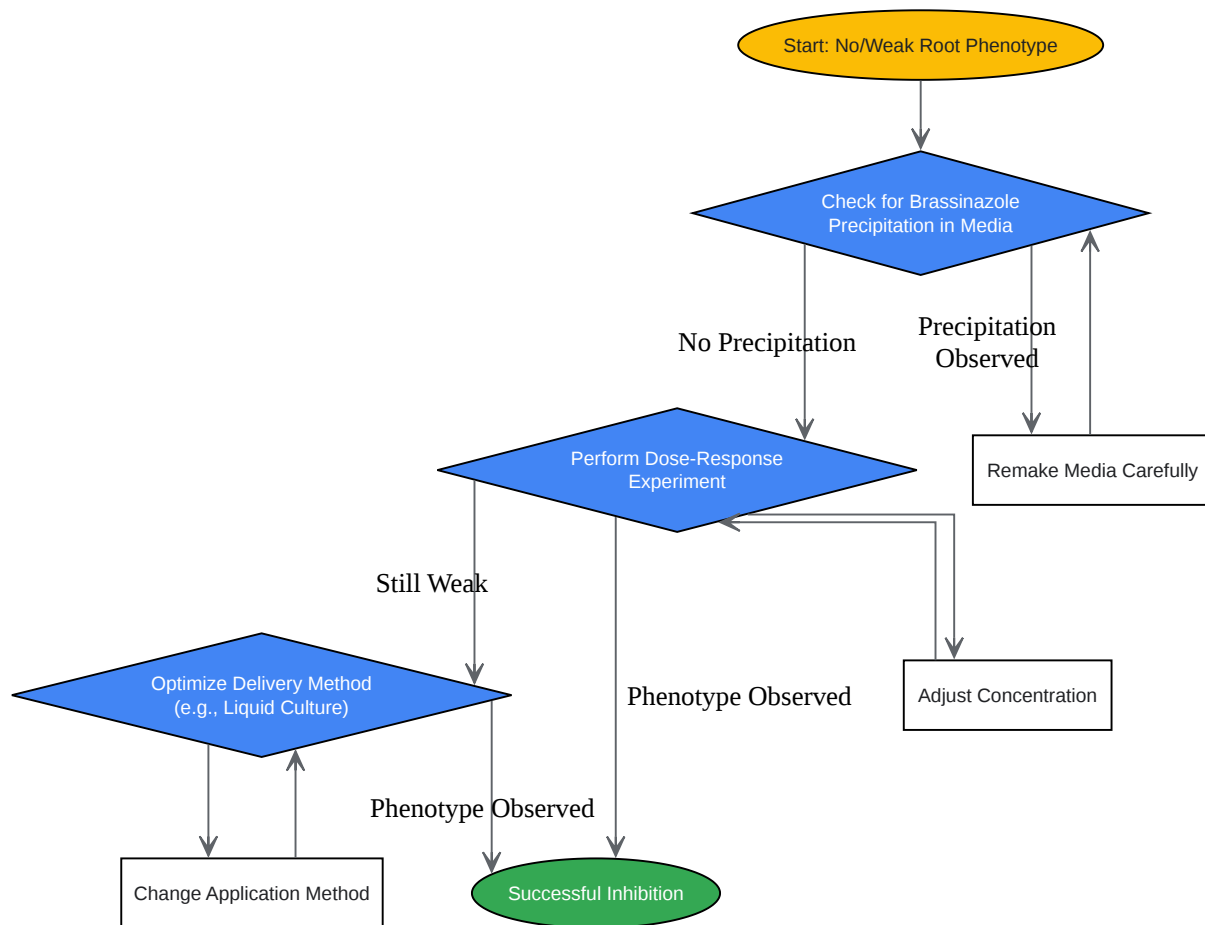 Start: No/Weak Root Phenotype
Check for Brassinazole
Precipitation in Media
No Precipitation
Precipitation
Observed
Perform Dose-Response
Experiment
Remake Media Carefully
Still Weak
Optimize Delivery Method
(e.g., Liquid Culture)
Phenotype Observed
Adjust Concentration
Phenotype Observed
Change Application Method
Successful Inhibition